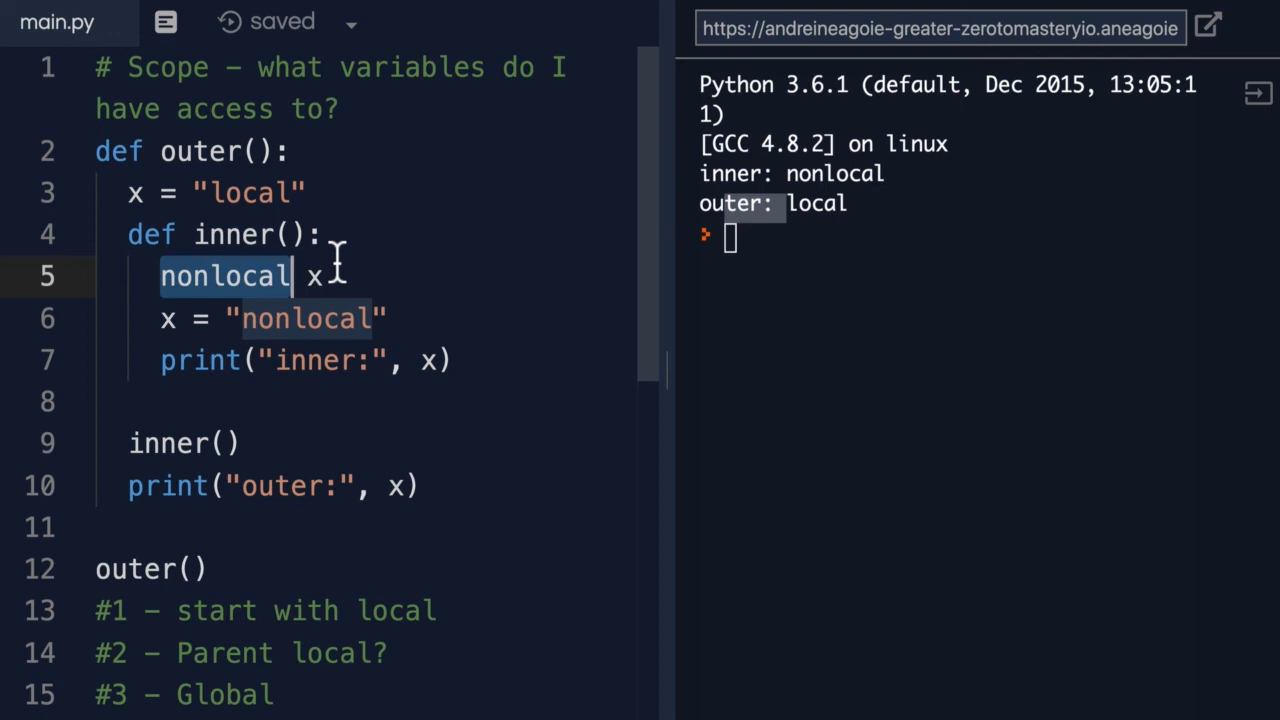 main.py
saved
1 # Scope - what variables do I
have access to?
2 def outer():
3 x = "local"
4 def inner():
5 nonlocal x
6 x = "nonlocal"
7 print("inner:", x)
8
9 inner()
10 print("outer:", x)
11
12 outer()
13 #1 - start with local
14 #2 - Parent local?
15 #3 - Global
https://andreineagoie-greater-zerotomasteryio.aneagoie
Python 3.6.1 (default, Dec 2015, 13:05:1
1)
[GCC 4.8.2] on linux
inner: nonlocal
outer: local